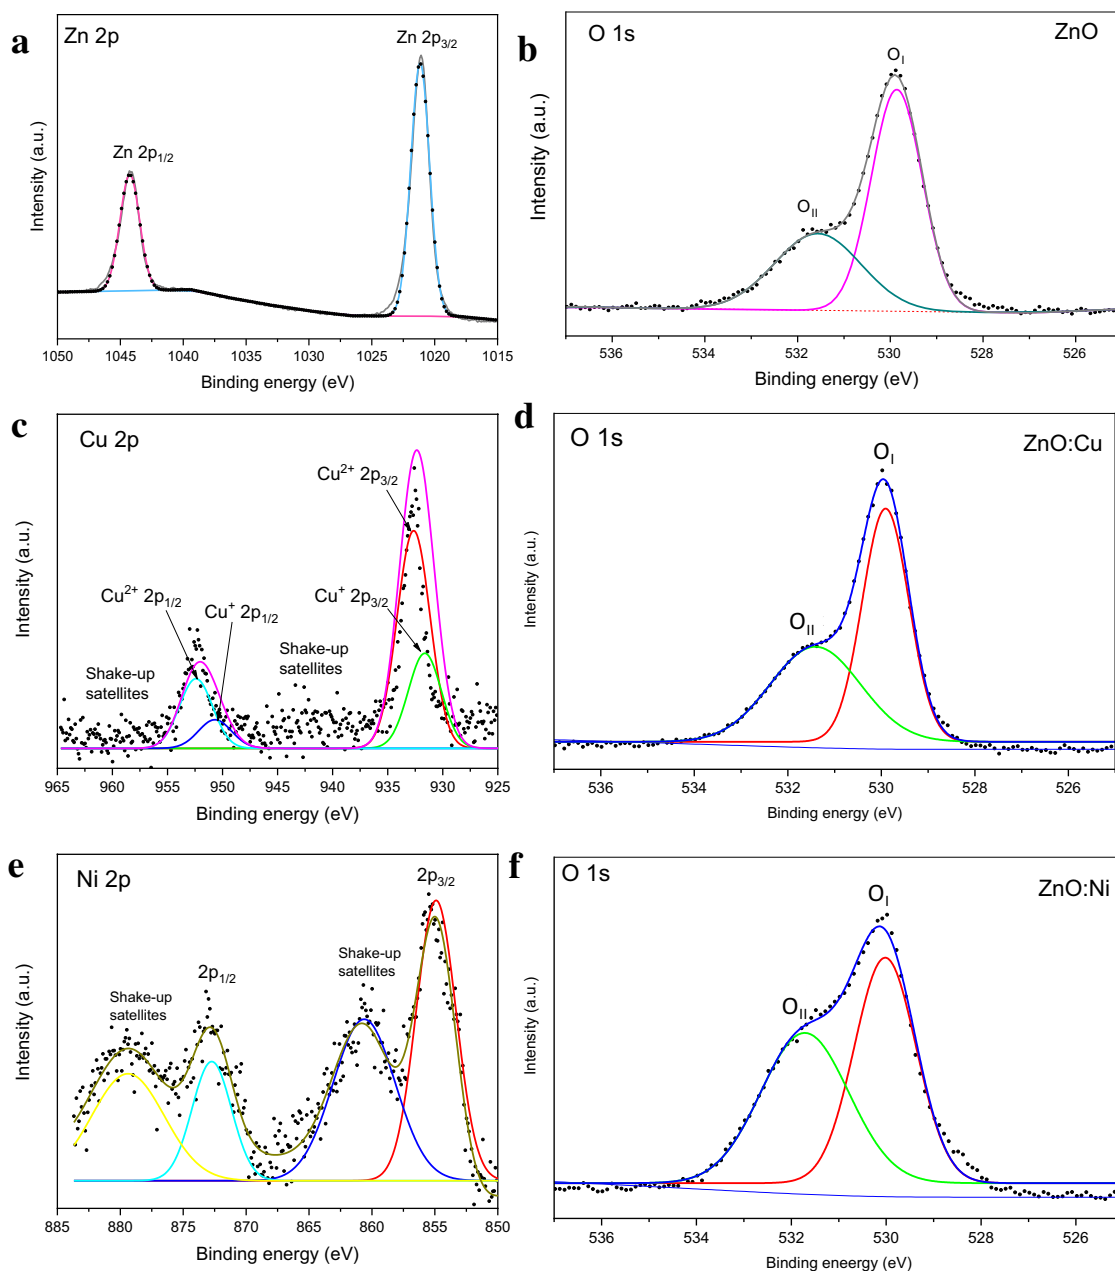 a
Zn 2p
Zn 2p3/2
Zn 2p1/2
Intensity (a.u.)
1050 1045 1040 1035 1030 1025 1020 1015
Binding energy (eV)
b
O 1s
ZnO
OI
OII
Intensity (a.u.)
536 534 532 530 528 526
Binding energy (eV)
c
Cu 2p
Cu2+ 2p3/2
Cu2+ 2p1/2
Cu+ 2p1/2
Cu+ 2p3/2
Shake-up
satellites
Shake-up
satellites
Intensity (a.u.)
965 960 955 950 945 940 935 930 925
Binding energy (eV)
d
O 1s
ZnO:Cu
OI
OII
Intensity (a.u.)
536 534 532 530 528 526
Binding energy (eV)
e
Ni 2p
2p3/2
Shake-up
satellites
2p1/2
Shake-up
satellites
Intensity (a.u.)
885 880 875 870 865 860 855 850
Binding energy (eV)
f
O 1s
ZnO:Ni
OI
OII
Intensity (a.u.)
536 534 532 530 528 526
Binding eneergy (eV)